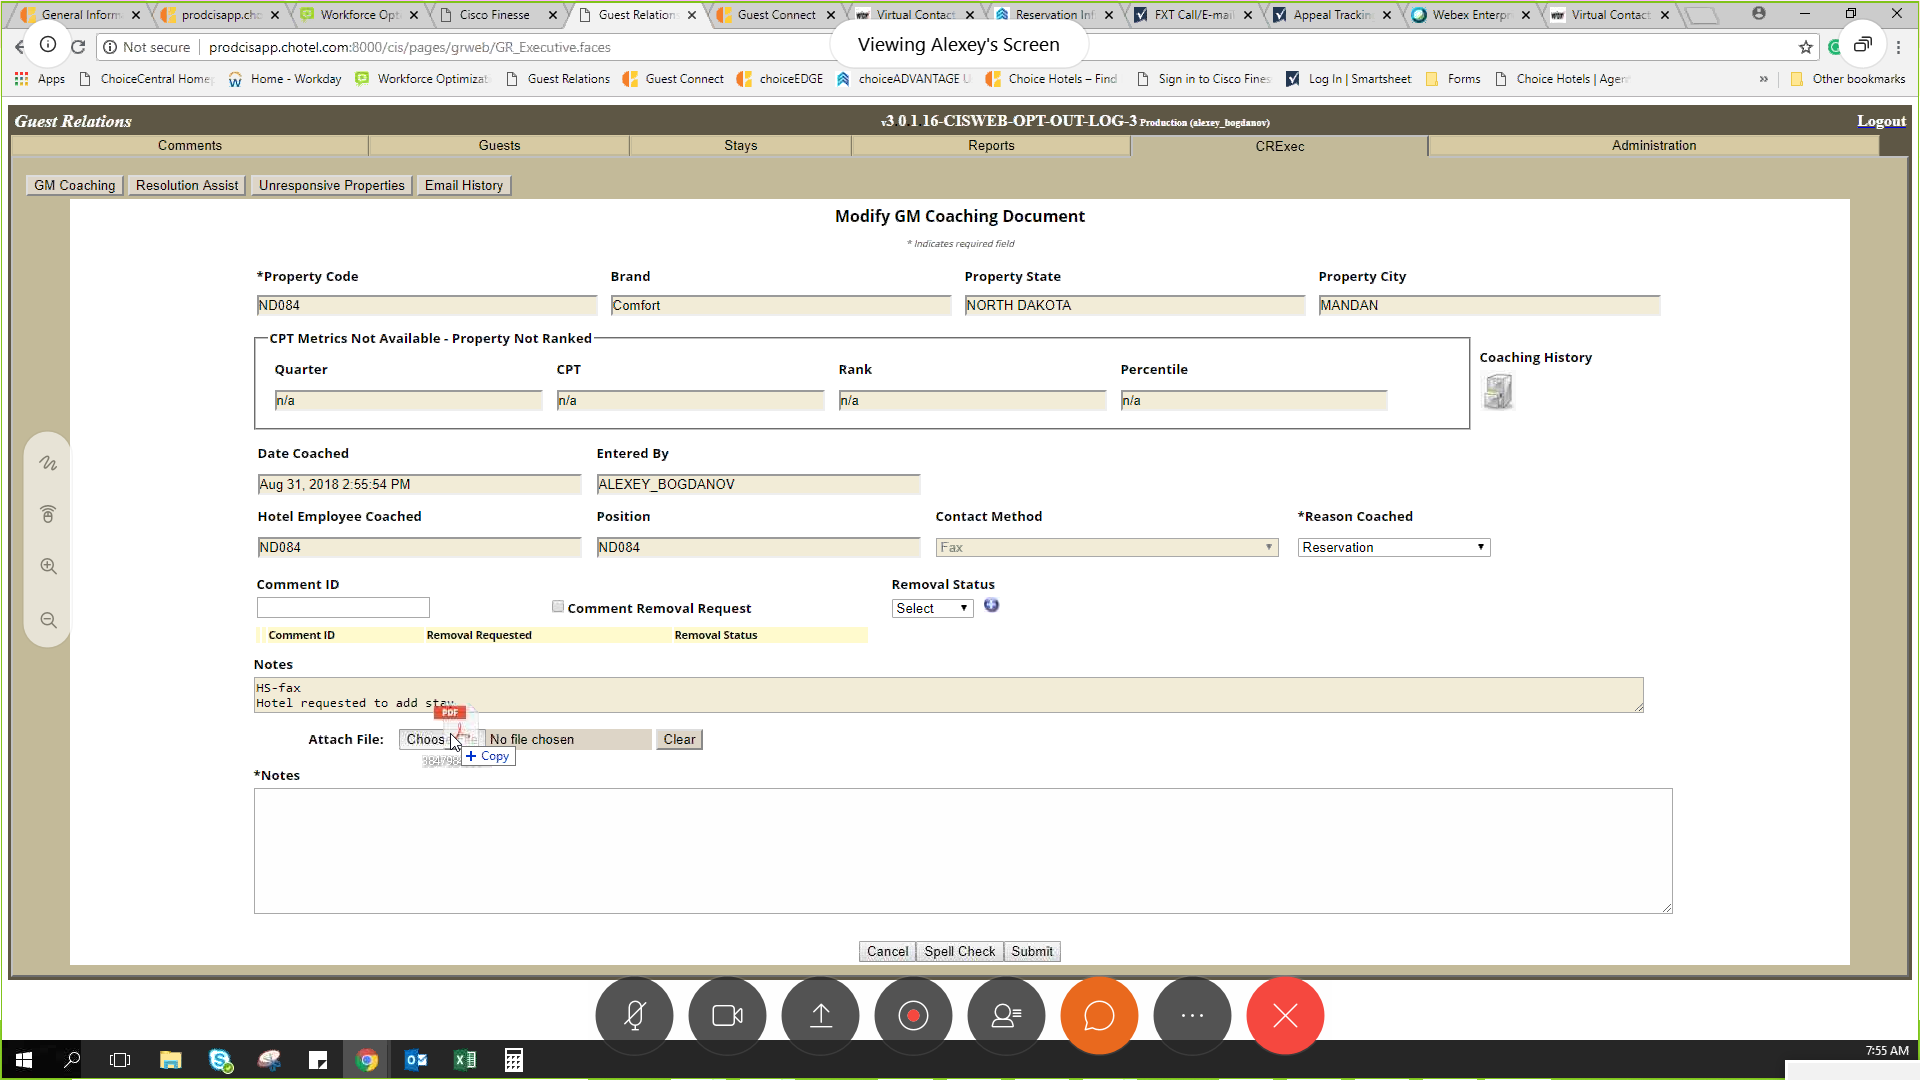 General Inform
prodcisapp.cho
Workforce Opt
Cisco Finesse
Guest Relation
Guest Connect
Virtual Contact
Reservation Inf
FXT Call/E-mail
Appeal Trackin
Webex Enterpr
Virtual Contact
Not secure
prodcisapp.chotel.com:8000/cis/pages/grweb/GR_Executive.faces
Viewing Alexey's Screen
Apps
ChoiceCentral Home
Home - Workday
Workforce Optimizat
Guest Relations
Guest Connect
choiceEDGE
choiceADVANTAGE U
Choice Hotels – Find
Sign in to Cisco Fines
Log In | Smartsheet
Forms
Choice Hotels | Agen
»
Other bookmarks
Guest Relations
v3 0 1 16-CISWEB-OPT-OUT-LOG-3 Production (alexey_bogdanov)
Logout
Comments
Guests
Stays
Reports
CRExec
Administration
GM Coaching
Resolution Assist
Unresponsive Properties
Email History
Modify GM Coaching Document
* Indicates required field
*Property Code
Brand
Property State
Property City
ND084
Comfort
NORTH DAKOTA
MANDAN
CPT Metrics Not Available - Property Not Ranked
Coaching History
Quarter
CPT
Rank
Percentile
n/a
n/a
n/a
n/a
Date Coached
Entered By
Aug 31, 2018 2:55:54 PM
ALEXEY_BOGDANOV
Hotel Employee Coached
Position
Contact Method
*Reason Coached
ND084
ND084
Fax
Reservation
Comment ID
Removal Status
Comment Removal Request
Select
Comment ID
Removal Requested
Removal Status
Notes
HS-fax
Hotel requested to add stay
PDF
Attach File:
No file chosen
Clear
+ Copy
*Notes
Cancel
Spell Check
Submit
7:55 AM